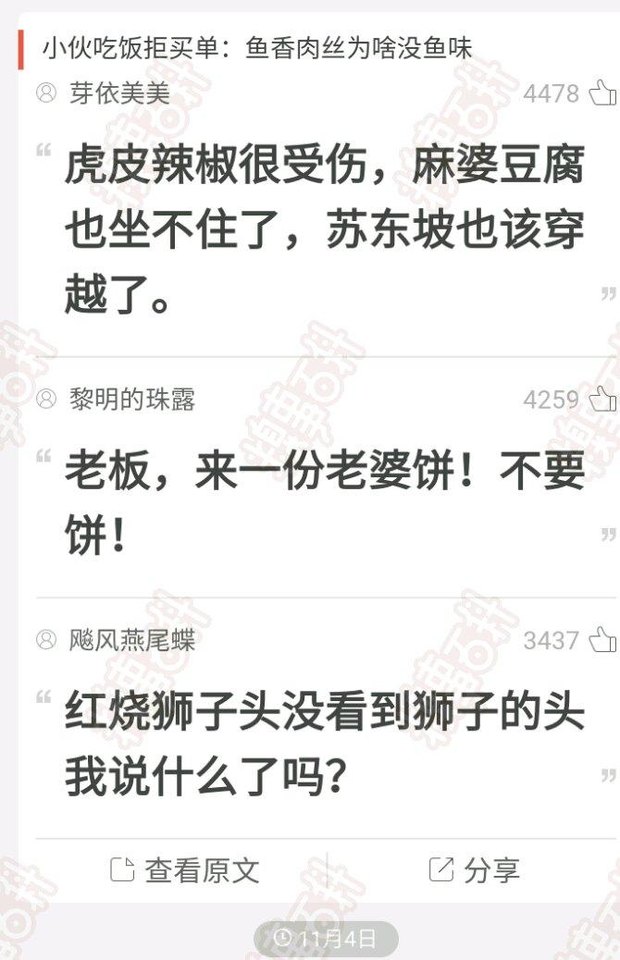 小伙吃饭拒买单：鱼香肉丝为啥没鱼味
芽依美美 4478
“ 虎皮辣椒很受伤，麻婆豆腐
也坐不住了，苏东坡也该穿
越了。 ”
黎明的珠露 4259
“ 老板，来一份老婆饼！不要
饼！ ”
飚风燕尾蝶 3437
“ 红烧狮子头没看到狮子的头
我说什么了吗？ ”
查看原文 分享
11月4日